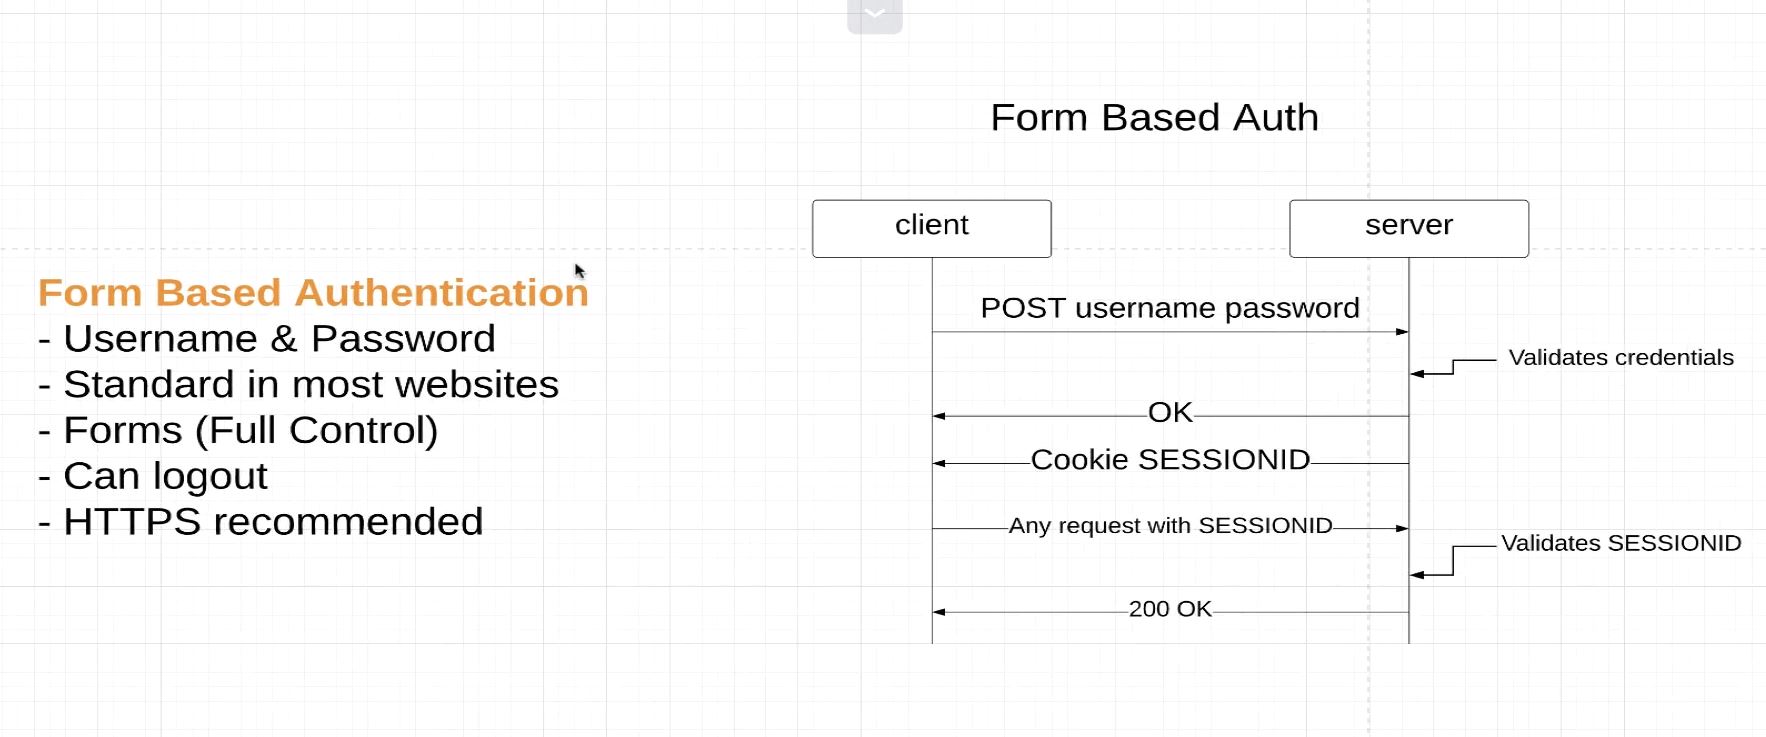 Form Based Auth
client
server
Form Based Authentication
- Username & Password
- Standard in most websites
- Forms (Full Control)
- Can logout
- HTTPS recommended
POST username password
Validates credentials
OK
Cookie SESSIONID
Any request with SESSIONID
Validates SESSIONID
200 OK